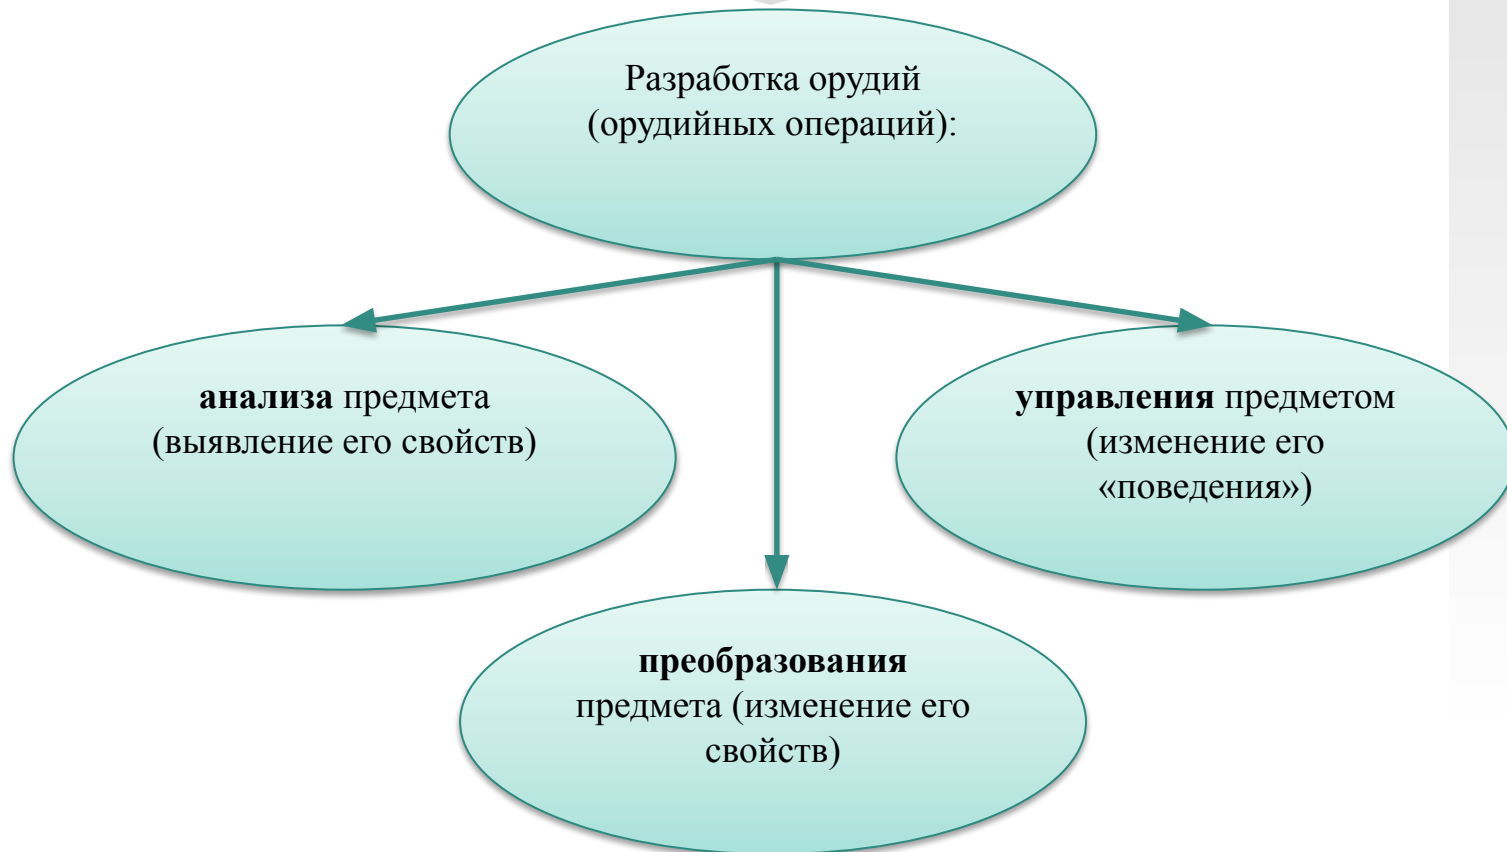 Разработка орудий
(орудийных операций):
анализа предмета
(выявление его свойств)
управления предметом
(изменение его
«поведения»)
преобразования
предмета (изменение его
свойств)